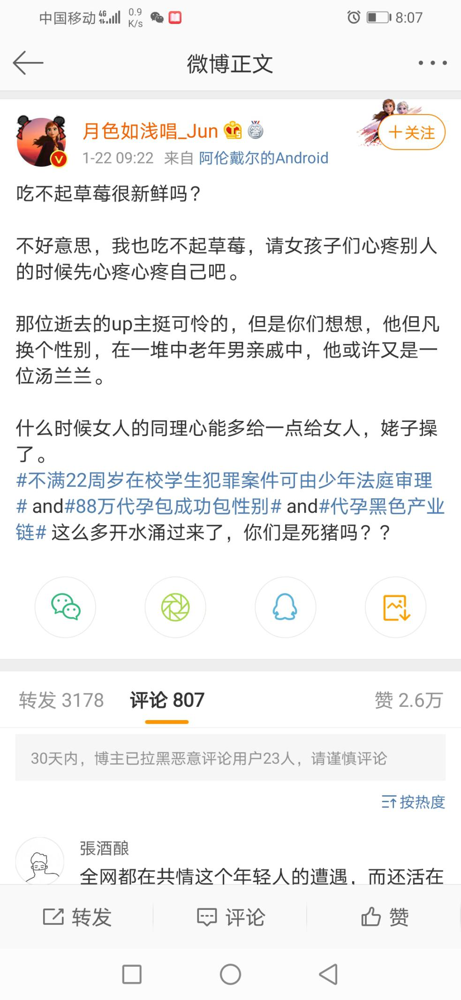 中国移动 4G 0.9 K/s 8:07
微博正文
月色如浅唱_Jun 答
+关注
1-22 09:22 来自 阿伦戴尔的Android
吃不起草莓很新鲜吗？
不好意思，我也吃不起草莓，请女孩子们心疼别人
的时候先心疼心疼自己吧。
那位逝去的up主挺可怜的，但是你们想想，他但凡
换个性别，在一堆中老年男亲戚中，他或许又是一
位汤兰兰。
什么时候女人的同理心能多给一点给女人，姥子操
了。
#不满22周岁在校学生犯罪案件可由少年法庭审理
# and#88万代孕包成功包性别# and#代孕黑色产业
链# 这么多开水涌过来了，你们是死猪吗？？
转发 3178 评论 807 赞 2.6万
30天内，博主已拉黑恶意评论用户23人，请谨慎评论
按热度
張酒酿
全网都在共情这个年轻人的遭遇，而还活在
转发 评论 赞